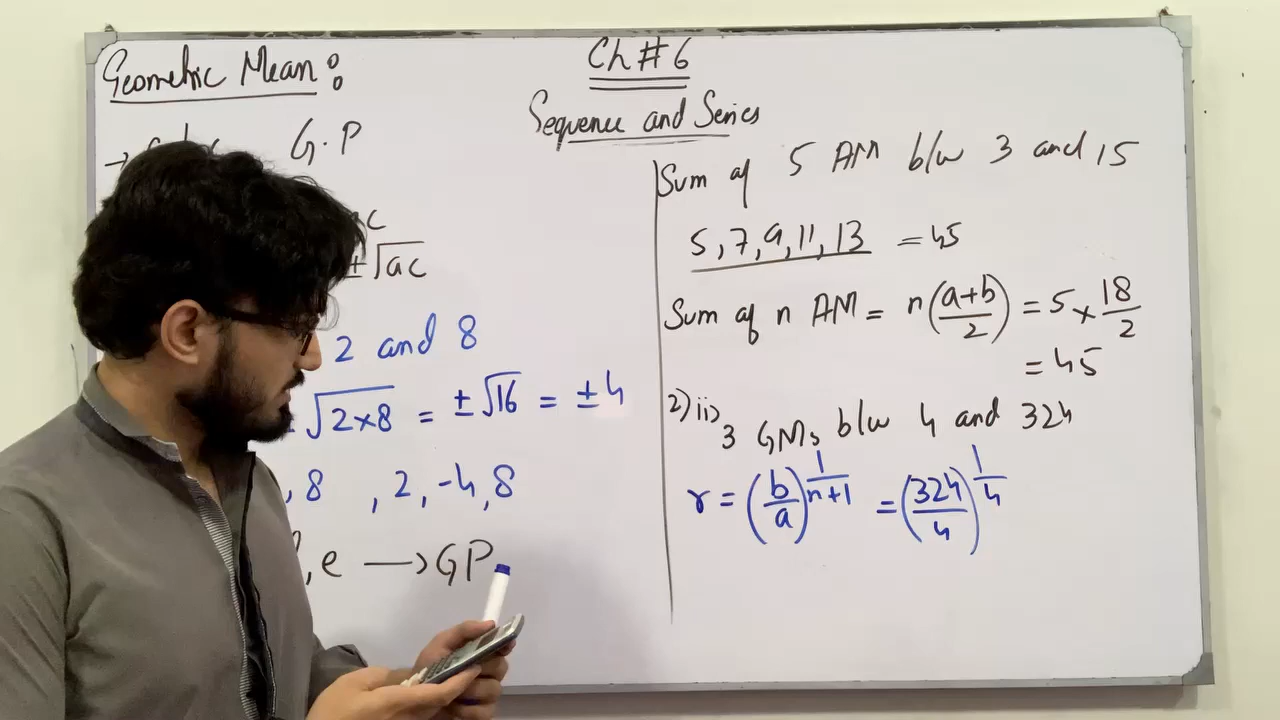 Geometric Mean:
Ch # 6
Sequence and Series
→ G.P
±√ac
2 and 8
√2×8 = ±√16 = ±4
, 8 , 2, -4, 8
, e → GP
Sum of 5 AM b/w 3 and 15
5, 7, 9, 11, 13 = 45
Sum of n AM = n(a+b/2) = 5 × 18/2
= 45
2) ii) 3 GMs b/w 4 and 324
r = (b/a)^1/n+1 = (324/4)^1/4